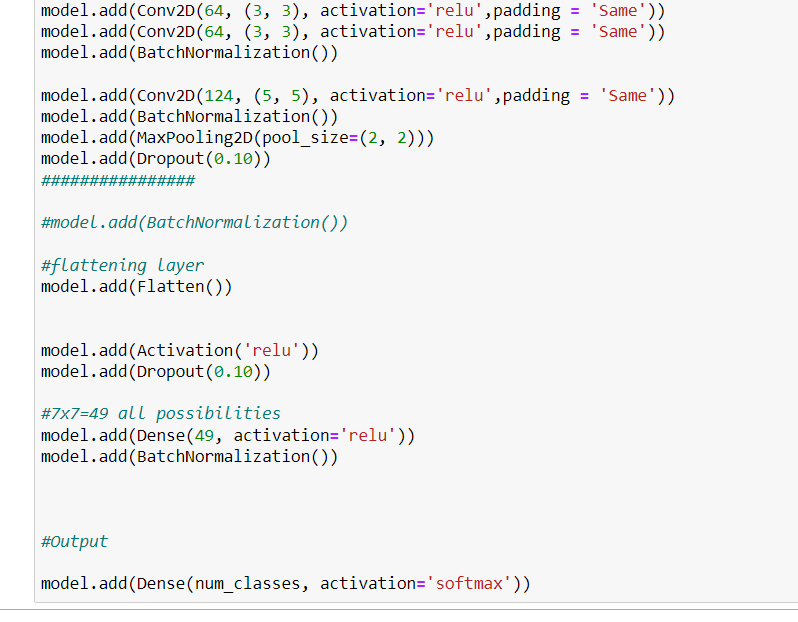 model.add(Conv2D(64, (3, 3), activation='relu',padding = 'Same'))
model.add(Conv2D(64, (3, 3), activation='relu',padding = 'Same'))
model.add(BatchNormalization())
model.add(Conv2D(124, (5, 5), activation='relu',padding = 'Same'))
model.add(BatchNormalization())
model.add(MaxPooling2D(pool_size=(2, 2)))
model.add(Dropout(0.10))
################
#model.add(BatchNormalization())
#flattening layer
model.add(Flatten())
model.add(Activation('relu'))
model.add(Dropout(0.10))
#7x7=49 all possibilities
model.add(Dense(49, activation='relu'))
model.add(BatchNormalization())
#Output
model.add(Dense(num_classes, activation='softmax'))